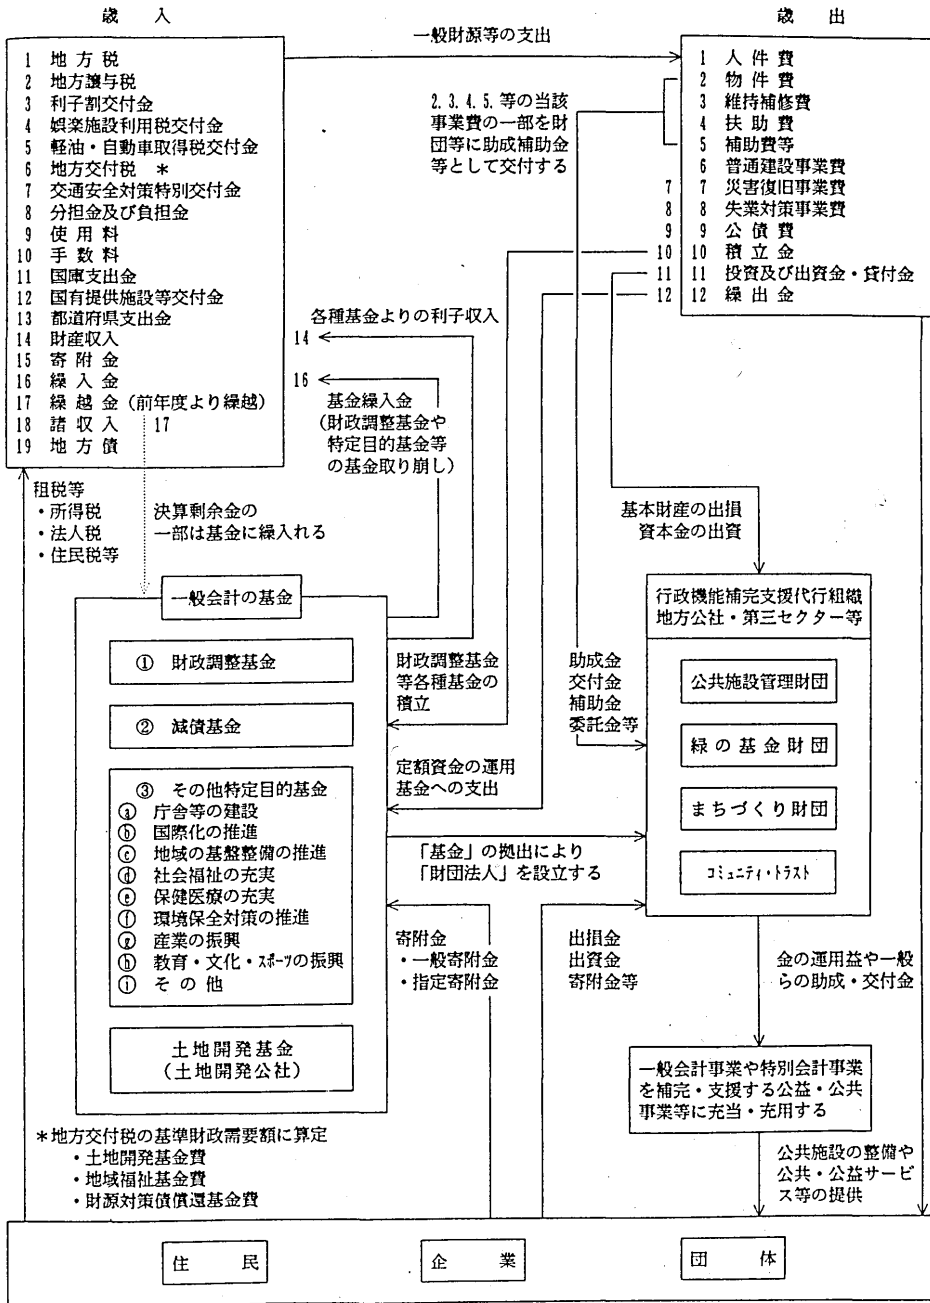 歳入
1 地方税
2 地方譲与税
3 利子割交付金
4 娯楽施設利用税交付金
5 軽油・自動車取得税交付金
6 地方交付税 *
7 交通安全対策特別交付金
8 分担金及び負担金
9 使用料
10 手数料
11 国庫支出金
12 国有提供施設等交付金
13 都道府県支出金
14 財産収入
15 寄附金
16 繰入金
17 繰越金(前年度より繰越)
18 諸収入 17
19 地方債
一般財源等の支出
2.3.4.5.等の当該
事業費の一部を財
団等に助成補助金
等として交付する
歳出
1 人件費
2 物件費
3 維持補修費
4 扶助費
5 補助費等
6 普通建設事業費
7 7 災害復旧事業費
8 8 失業対策事業費
9 9 公債費
10 10 積立金
11 11 投資及び出資金・貸付金
12 12 繰出金
各種基金よりの利子収入
14
16
基金繰入金
(財政調整基金や
特定目的基金等
の基金取り崩し)
租税等
・所得税
・法人税
・住民税等
決算剰余金の
一部は基金に繰入れる
基本財産の出損
資本金の出資
一般会計の基金
① 財政調整基金
② 減債基金
③ その他特定目的基金
ⓐ 庁舎等の建設
ⓑ 国際化の推進
ⓒ 地域の基盤整備の推進
ⓓ 社会福祉の充実
ⓔ 保健医療の充実
ⓕ 環境保全対策の推進
ⓖ 産業の振興
ⓗ 教育・文化・スポーツの振興
ⓘ その他
土地開発基金
(土地開発公社)
財政調整基金
等各種基金の
積立
定額資金の運用
基金への支出
「基金」の拠出により
「財団法人」を設立する
寄附金
・一般寄附金
・指定寄附金
助成金
交付金
補助金
委託金等
出損金
出資金
寄附金等
行政機能補完支援代行組織
地方公社・第三セクター等
公共施設管理財団
緑の基金財団
まちづくり財団
コミュニティ・トラスト
金の運用益や一般
らの助成・交付金
一般会計事業や特別会計事業
を補完・支援する公益・公共
事業等に充当・充用する
公共施設の整備や
公共・公益サービ
ス等の提供
*地方交付税の基準財政需要額に算定
・土地開発基金費
・地域福祉基金費
・財源対策債償還基金費
住民
企業
団体